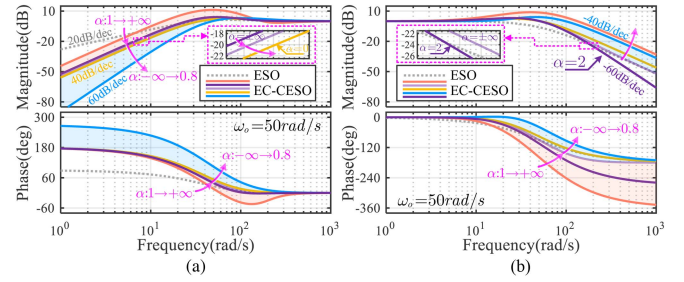 α:1→+∞
20dB/dec
40dB/dec
60dB/dec
α:-∞→0.8
-18
-20
-22
ESO
EC-CESO
Magnitude(dB)
10
-20
-50
-80
300
180
60
-60
Phase(deg)
ω_o=50rad/s
α:-∞→0.8
α:1→+∞
10^0
10^1
10^2
10^3
Frequency(rad/s)
(a)
-22
-24
-26
α=2
α=±∞
-40dB/dec
α=2
-60dB/dec
ESO
EC-CESO
Magnitude(dB)
10
-20
-50
-80
0
-120
-240
-360
Phase(deg)
α:-∞→0.8
α:1→+∞
ω_o=50rad/s
10^0
10^1
10^2
10^3
Frequency(rad/s)
(b)